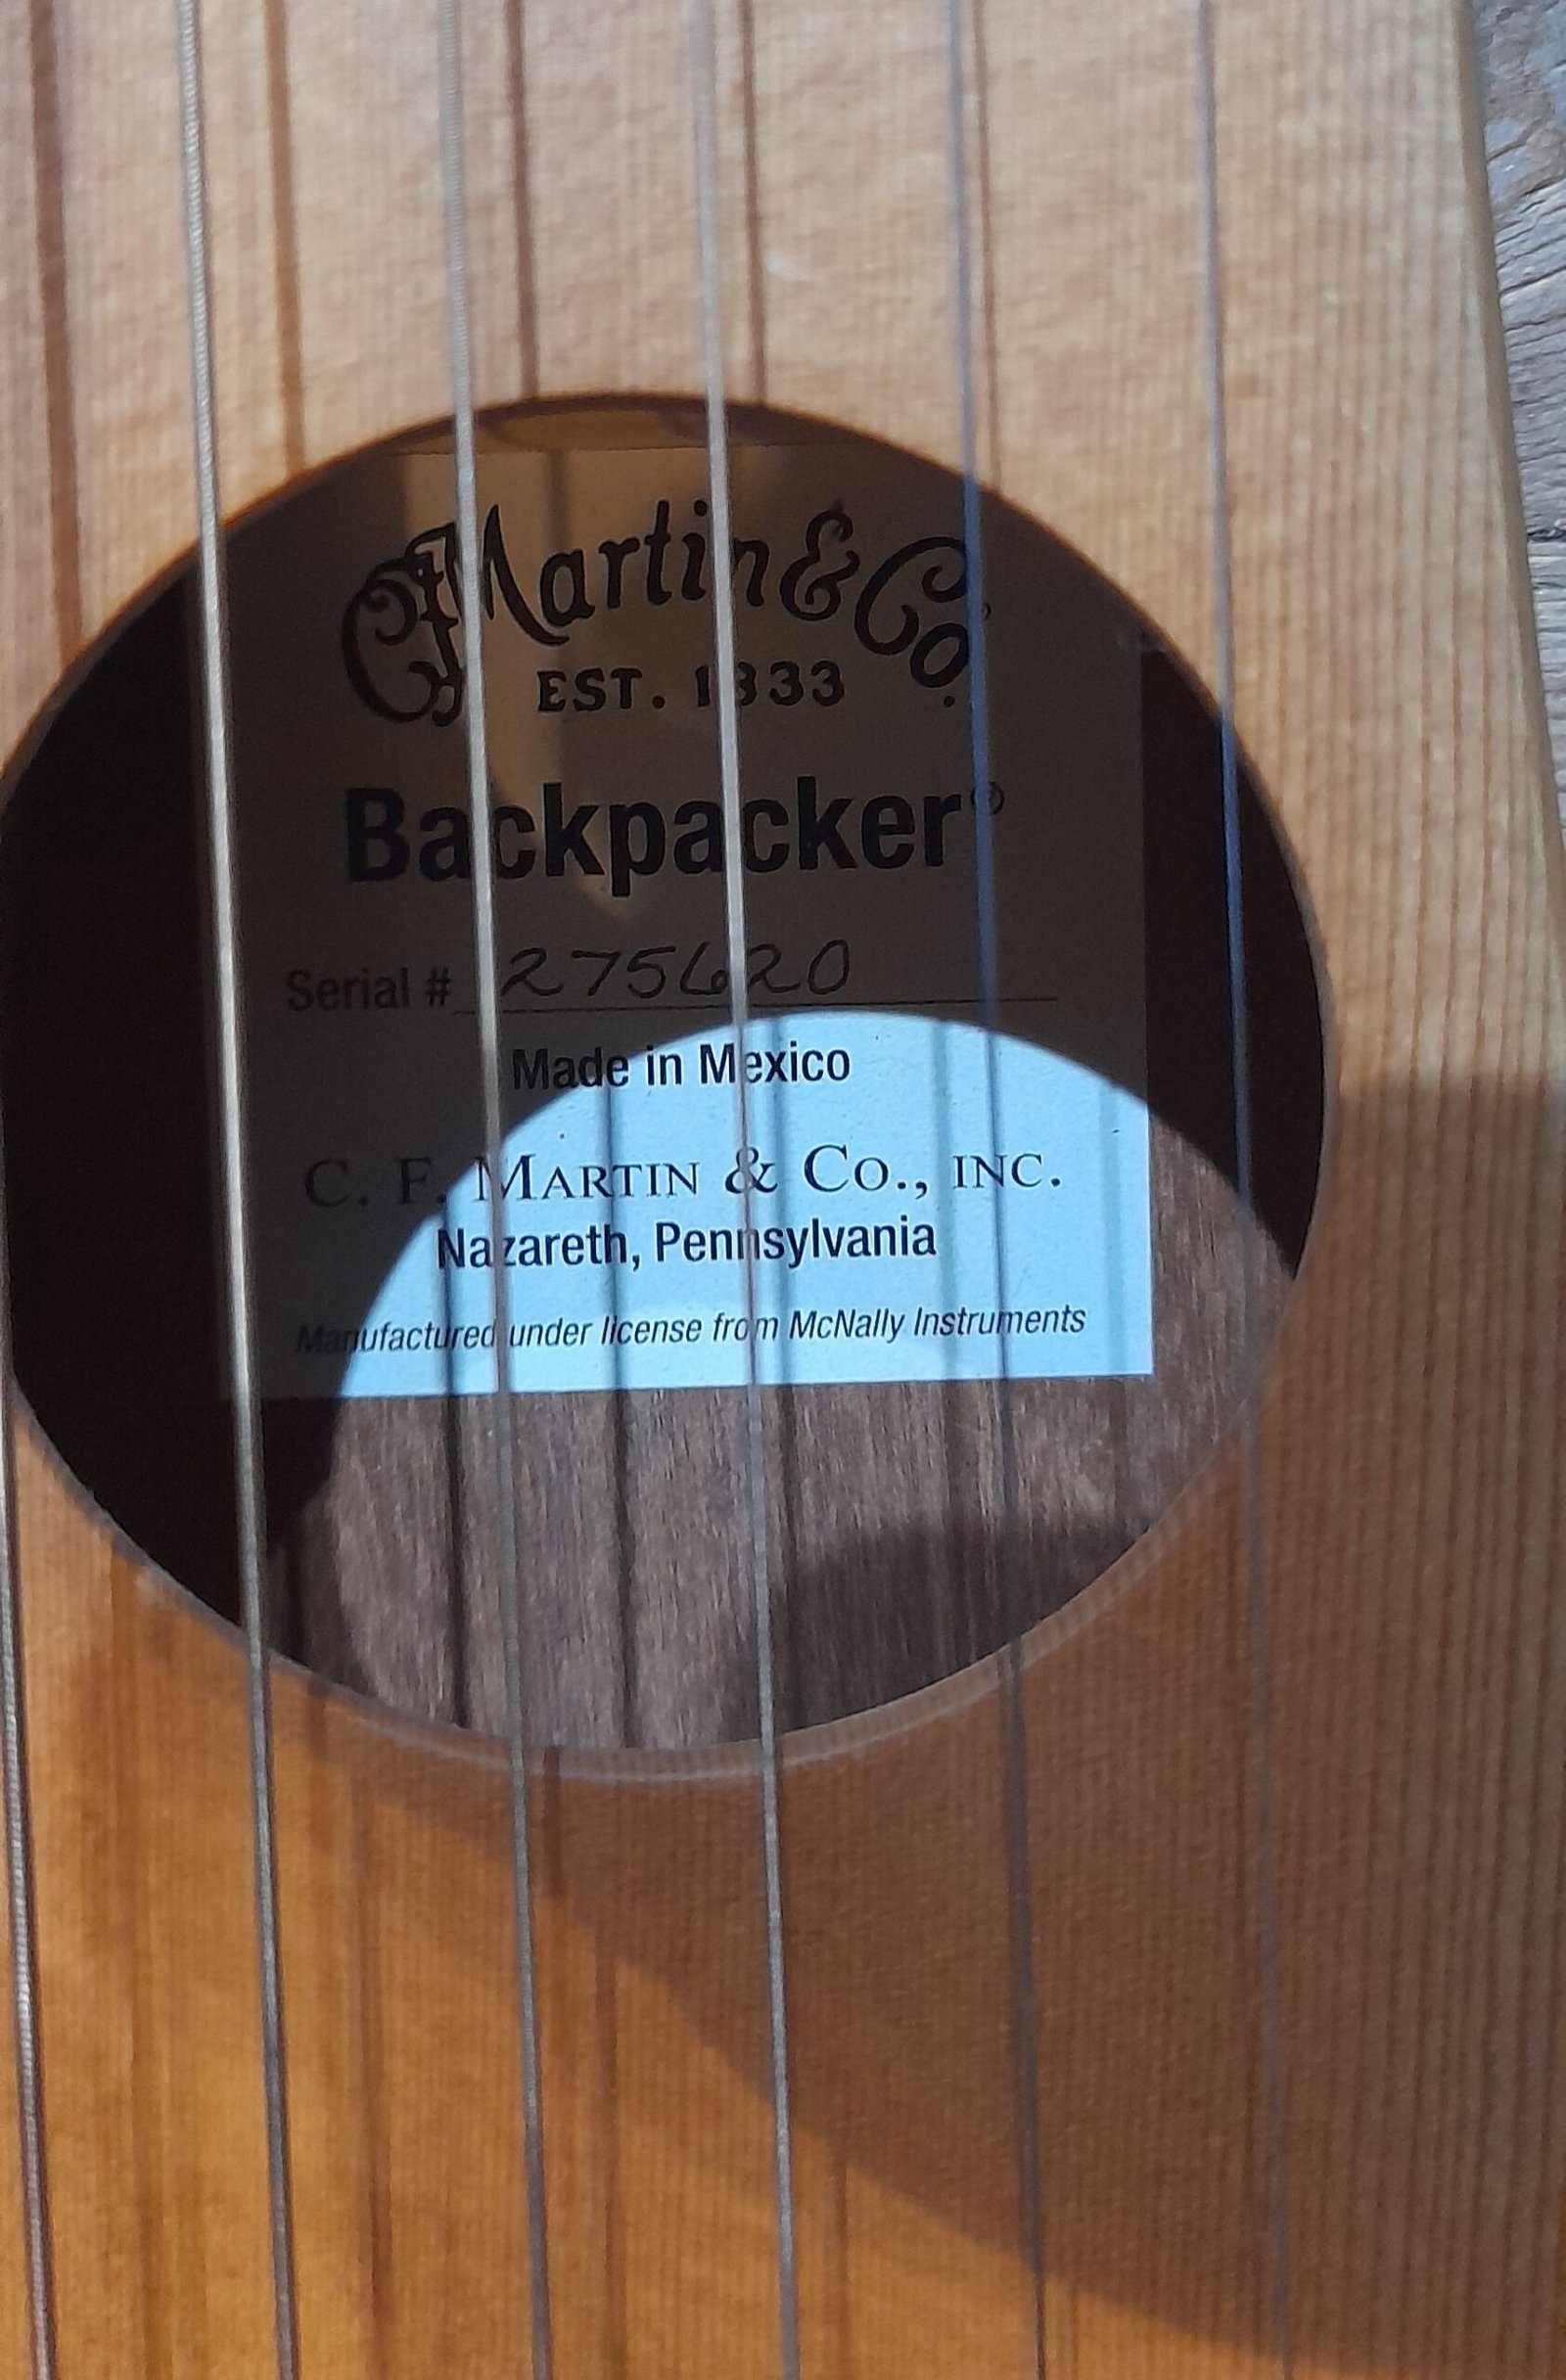 CF Martin & Co.
EST. 1833
Backpacker®
Serial # 275620
Made in Mexico
C. F. MARTIN & CO., INC.
Nazareth, Pennsylvania
Manufactured under license from McNally Instruments